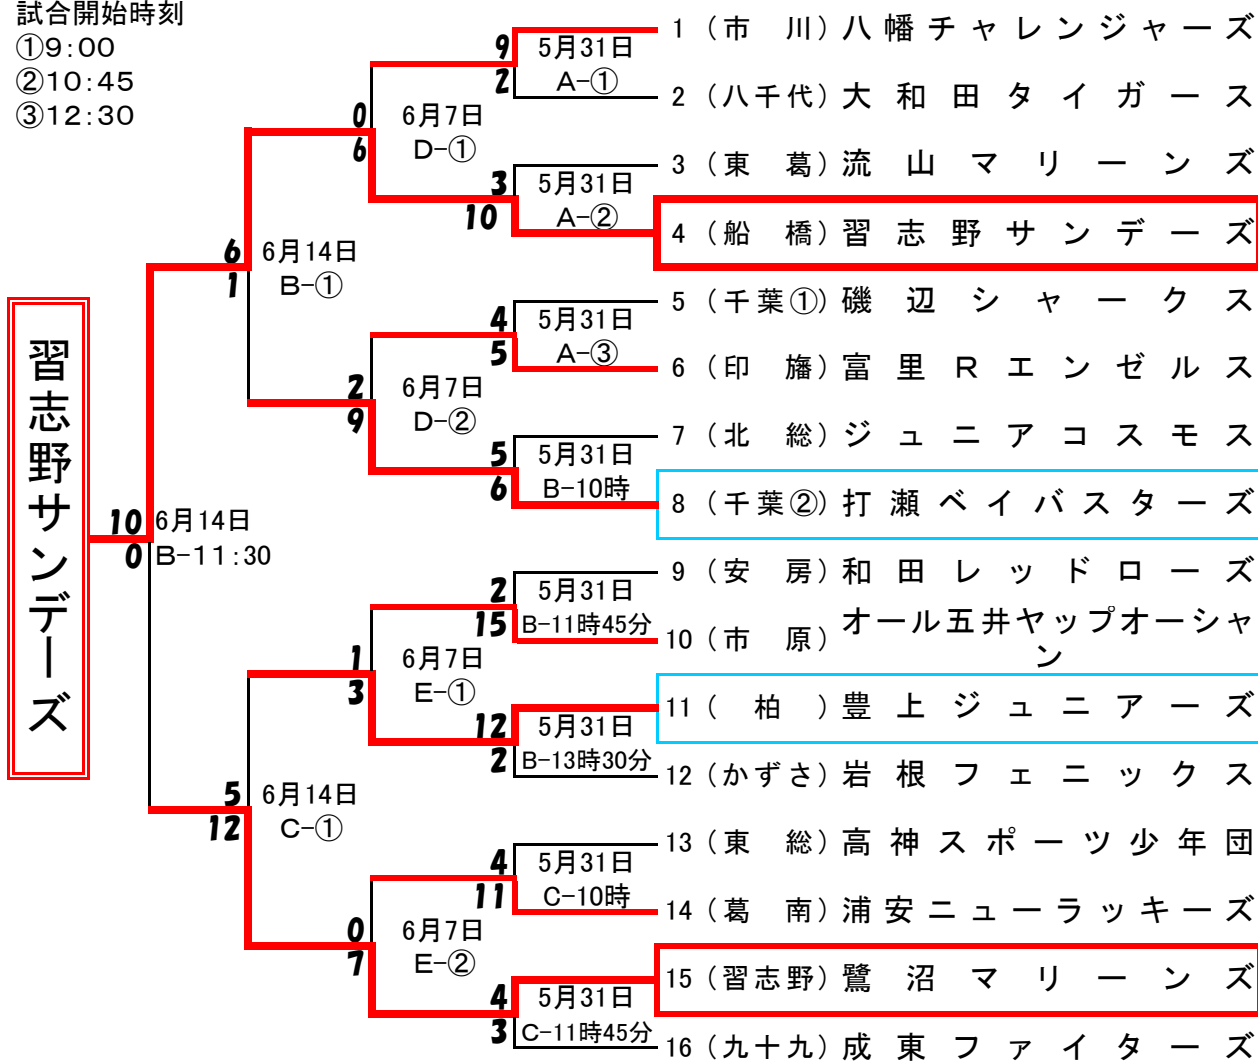 試合開始時刻
①9:00
②10:45
③12:30
1 (市 川) 八幡チャレンジャーズ
9 5月31日
2 A-①
2 (八千代) 大和田タイガース
0 6月7日
6 D-①
3 (東 葛) 流山マリーンズ
3 5月31日
10 A-②
4 (船 橋) 習志野サンデーズ
6 6月14日
1 B-①
5 (千葉①) 磯辺シャークス
4 5月31日
5 A-③
6 (印 旛) 富里Rエンゼルス
2 6月7日
9 D-②
7 (北 総) ジュニアコスモス
5 5月31日
6 B-10時
8 (千葉②) 打瀬ベイバスターズ
習志野サンデーズ
10 6月14日
0 B-11:30
9 (安 房) 和田レッドローズ
2 5月31日
15 B-11時45分
10 (市 原) オール五井ヤップオーシャ
ン
1 6月7日
3 E-①
11 ( 柏 ) 豊上ジュニアーズ
12 5月31日
2 B-13時30分
12 (かずさ) 岩根フェニックス
5 6月14日
12 C-①
13 (東 総) 高神スポーツ少年団
4 5月31日
11 C-10時
14 (葛 南) 浦安ニューラッキーズ
0 6月7日
7 E-②
15 (習志野) 鷺沼マリーンズ
4 5月31日
3 C-11時45分
16 (九十九) 成東ファイターズ